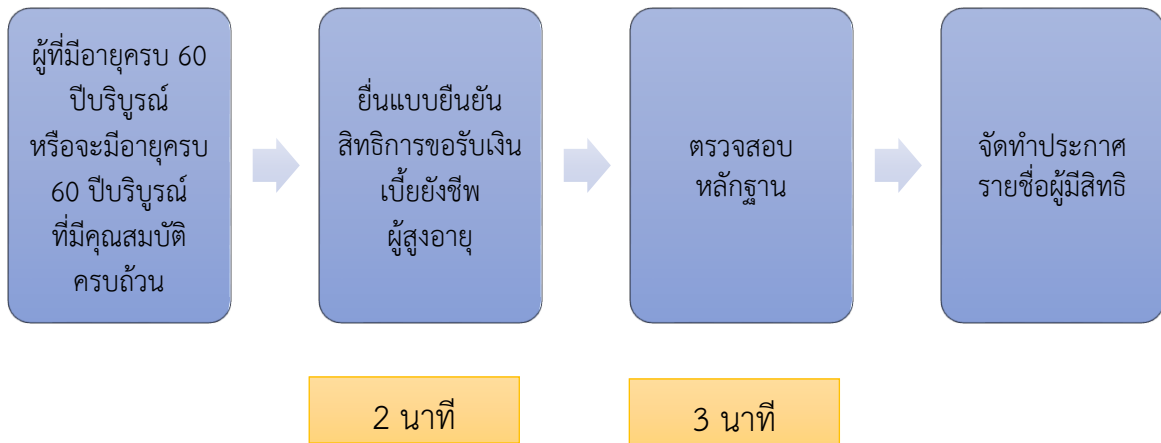 ผู้ที่มีอายุครบ 60
ปีบริบูรณ์
หรือจะมีอายุครบ
60 ปีบริบูรณ์
ที่มีคุณสมบัติ
ครบถ้วน
ยื่นแบบยืนยัน
สิทธิการขอรับเงิน
เบี้ยยังชีพ
ผู้สูงอายุ
ตรวจสอบ
หลักฐาน
จัดทำประกาศ
รายชื่อผู้มีสิทธิ
2 นาที
3 นาที